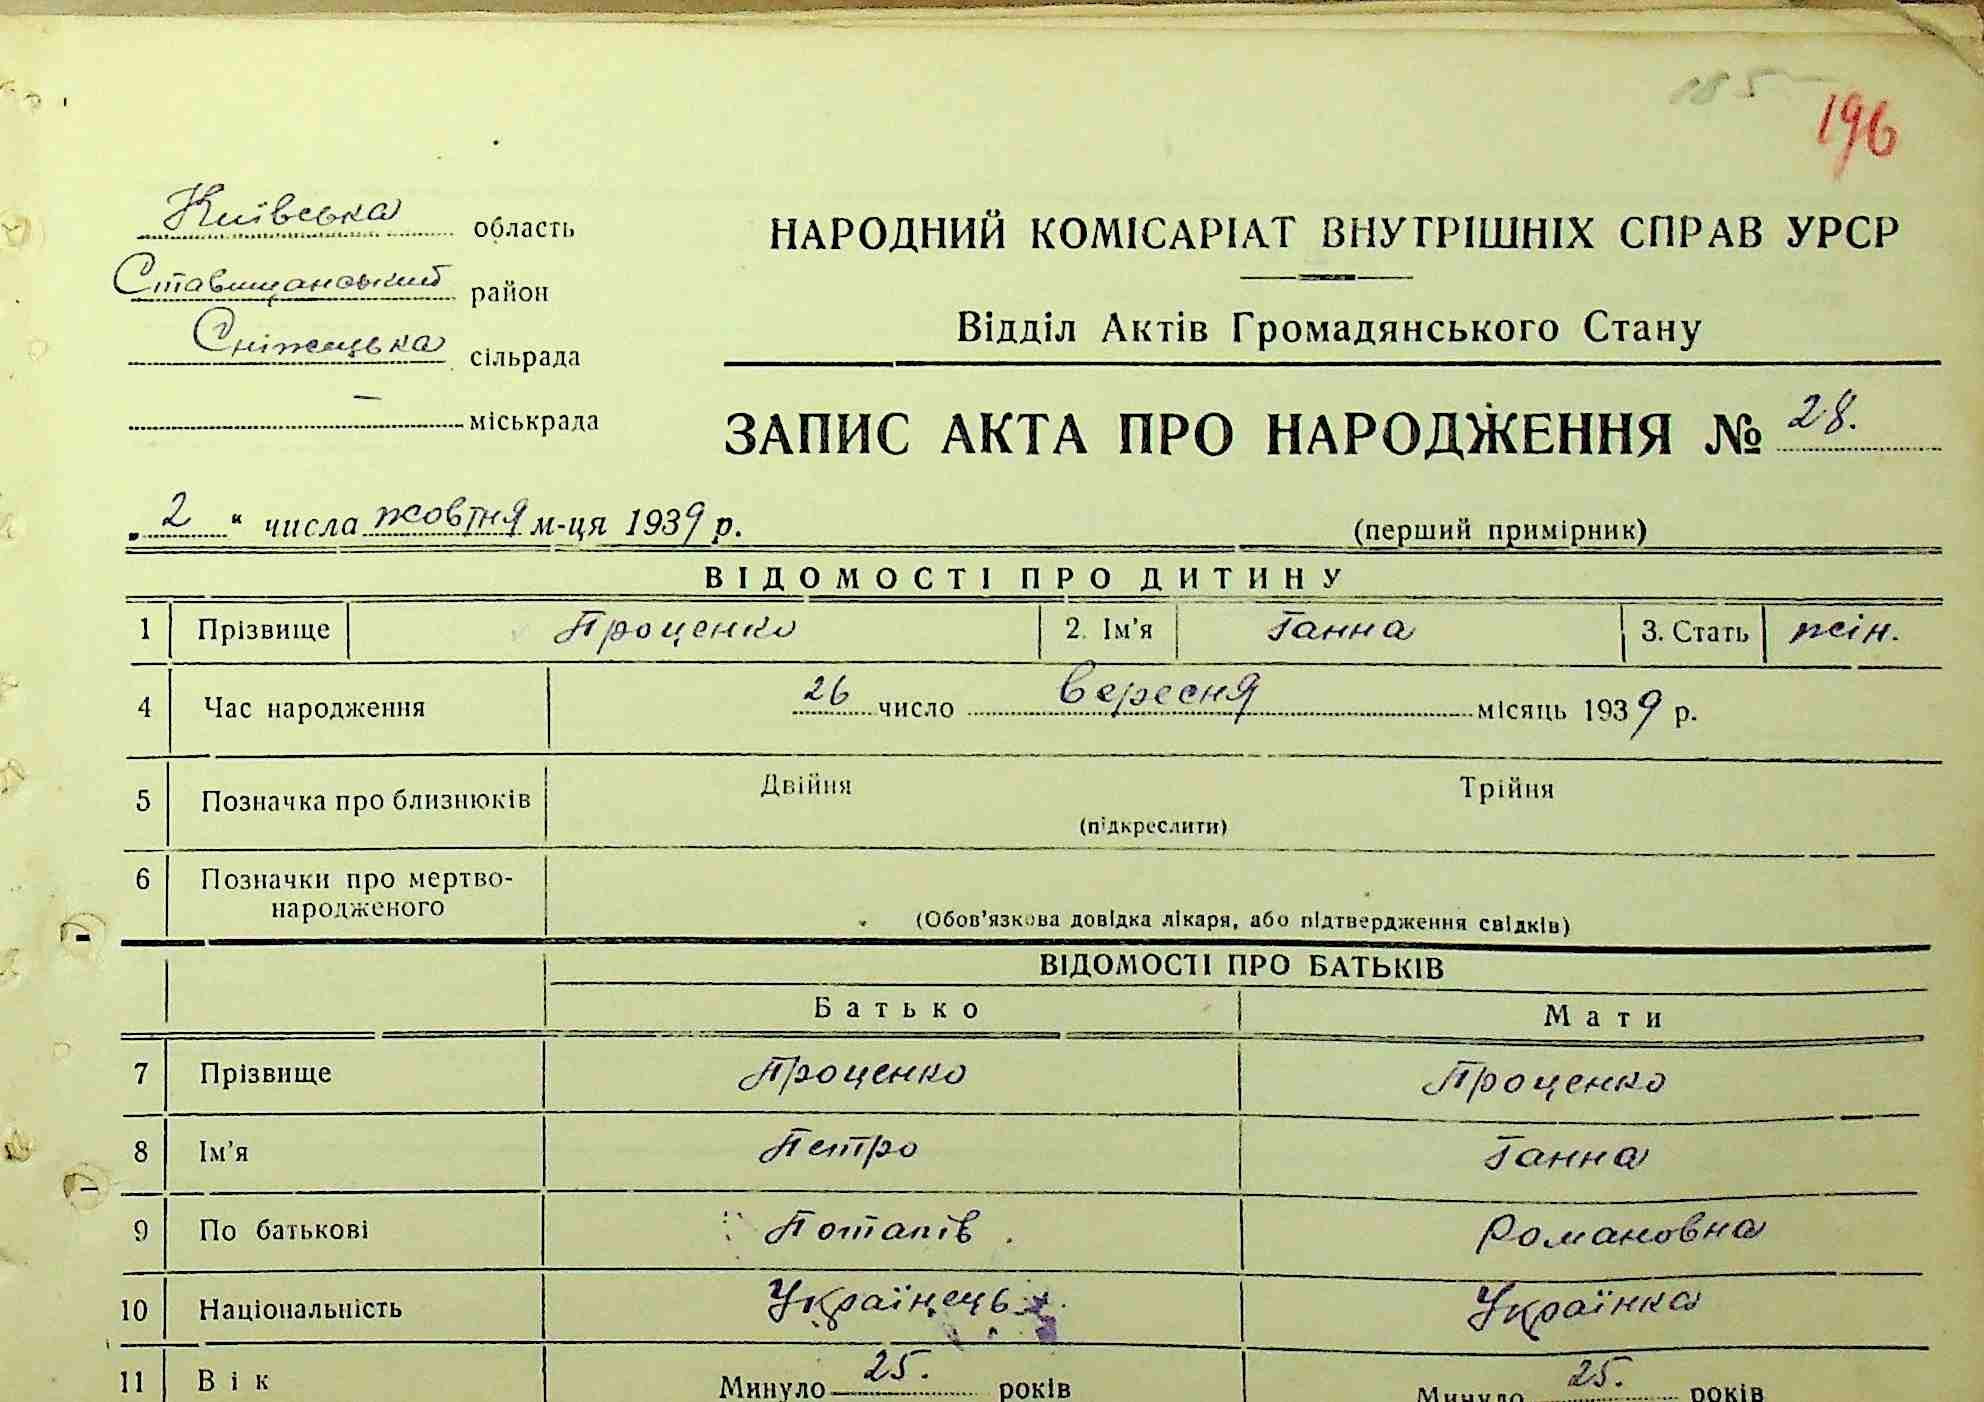 185
196
Київська область
Ставищанський район
Сніжецька сільрада
— міськрада
НАРОДНИЙ КОМІСАРІАТ ВНУТРІШНІХ СПРАВ УРСР
Відділ Актів Громадянського Стану
ЗАПИС АКТА ПРО НАРОДЖЕННЯ № 28.
„2“ числа жовтня м-ця 1939 р.
(перший примірник)
ВІДОМОСТІ ПРО ДИТИНУ
1 Прізвище Проценко 2. Ім'я Ганна 3. Стать жін.
4 Час народження 26 число вересня місяць 1939 р.
5 Позначка про близнюків Двійня Трійня
(підкреслити)
6 Позначки про мертво-
народженого
(Обов'язкова довідка лікаря, або підтвердження свідків)
ВІДОМОСТІ ПРО БАТЬКІВ
Батько Мати
7 Прізвище Проценко Проценко
8 Ім'я Петро Ганна
9 По батькові Потапів Романовна
10 Національність Українець Українка
11 Вік Минуло 25. років Минуло 25. років